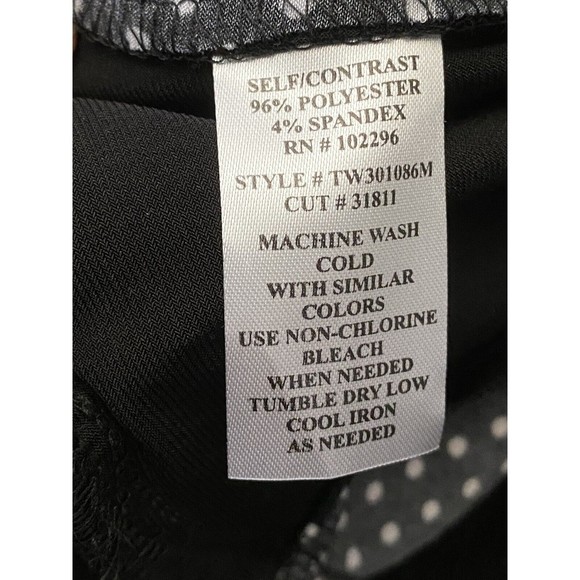 SELF/CONTRAST
96% POLYESTER
4% SPANDEX
RN # 102296
STYLE # TW301086M
CUT # 31811
MACHINE WASH
COLD
WITH SIMILAR
COLORS
USE NON-CHLORINE
BLEACH
WHEN NEEDED
TUMBLE DRY LOW
COOL IRON
AS NEEDED